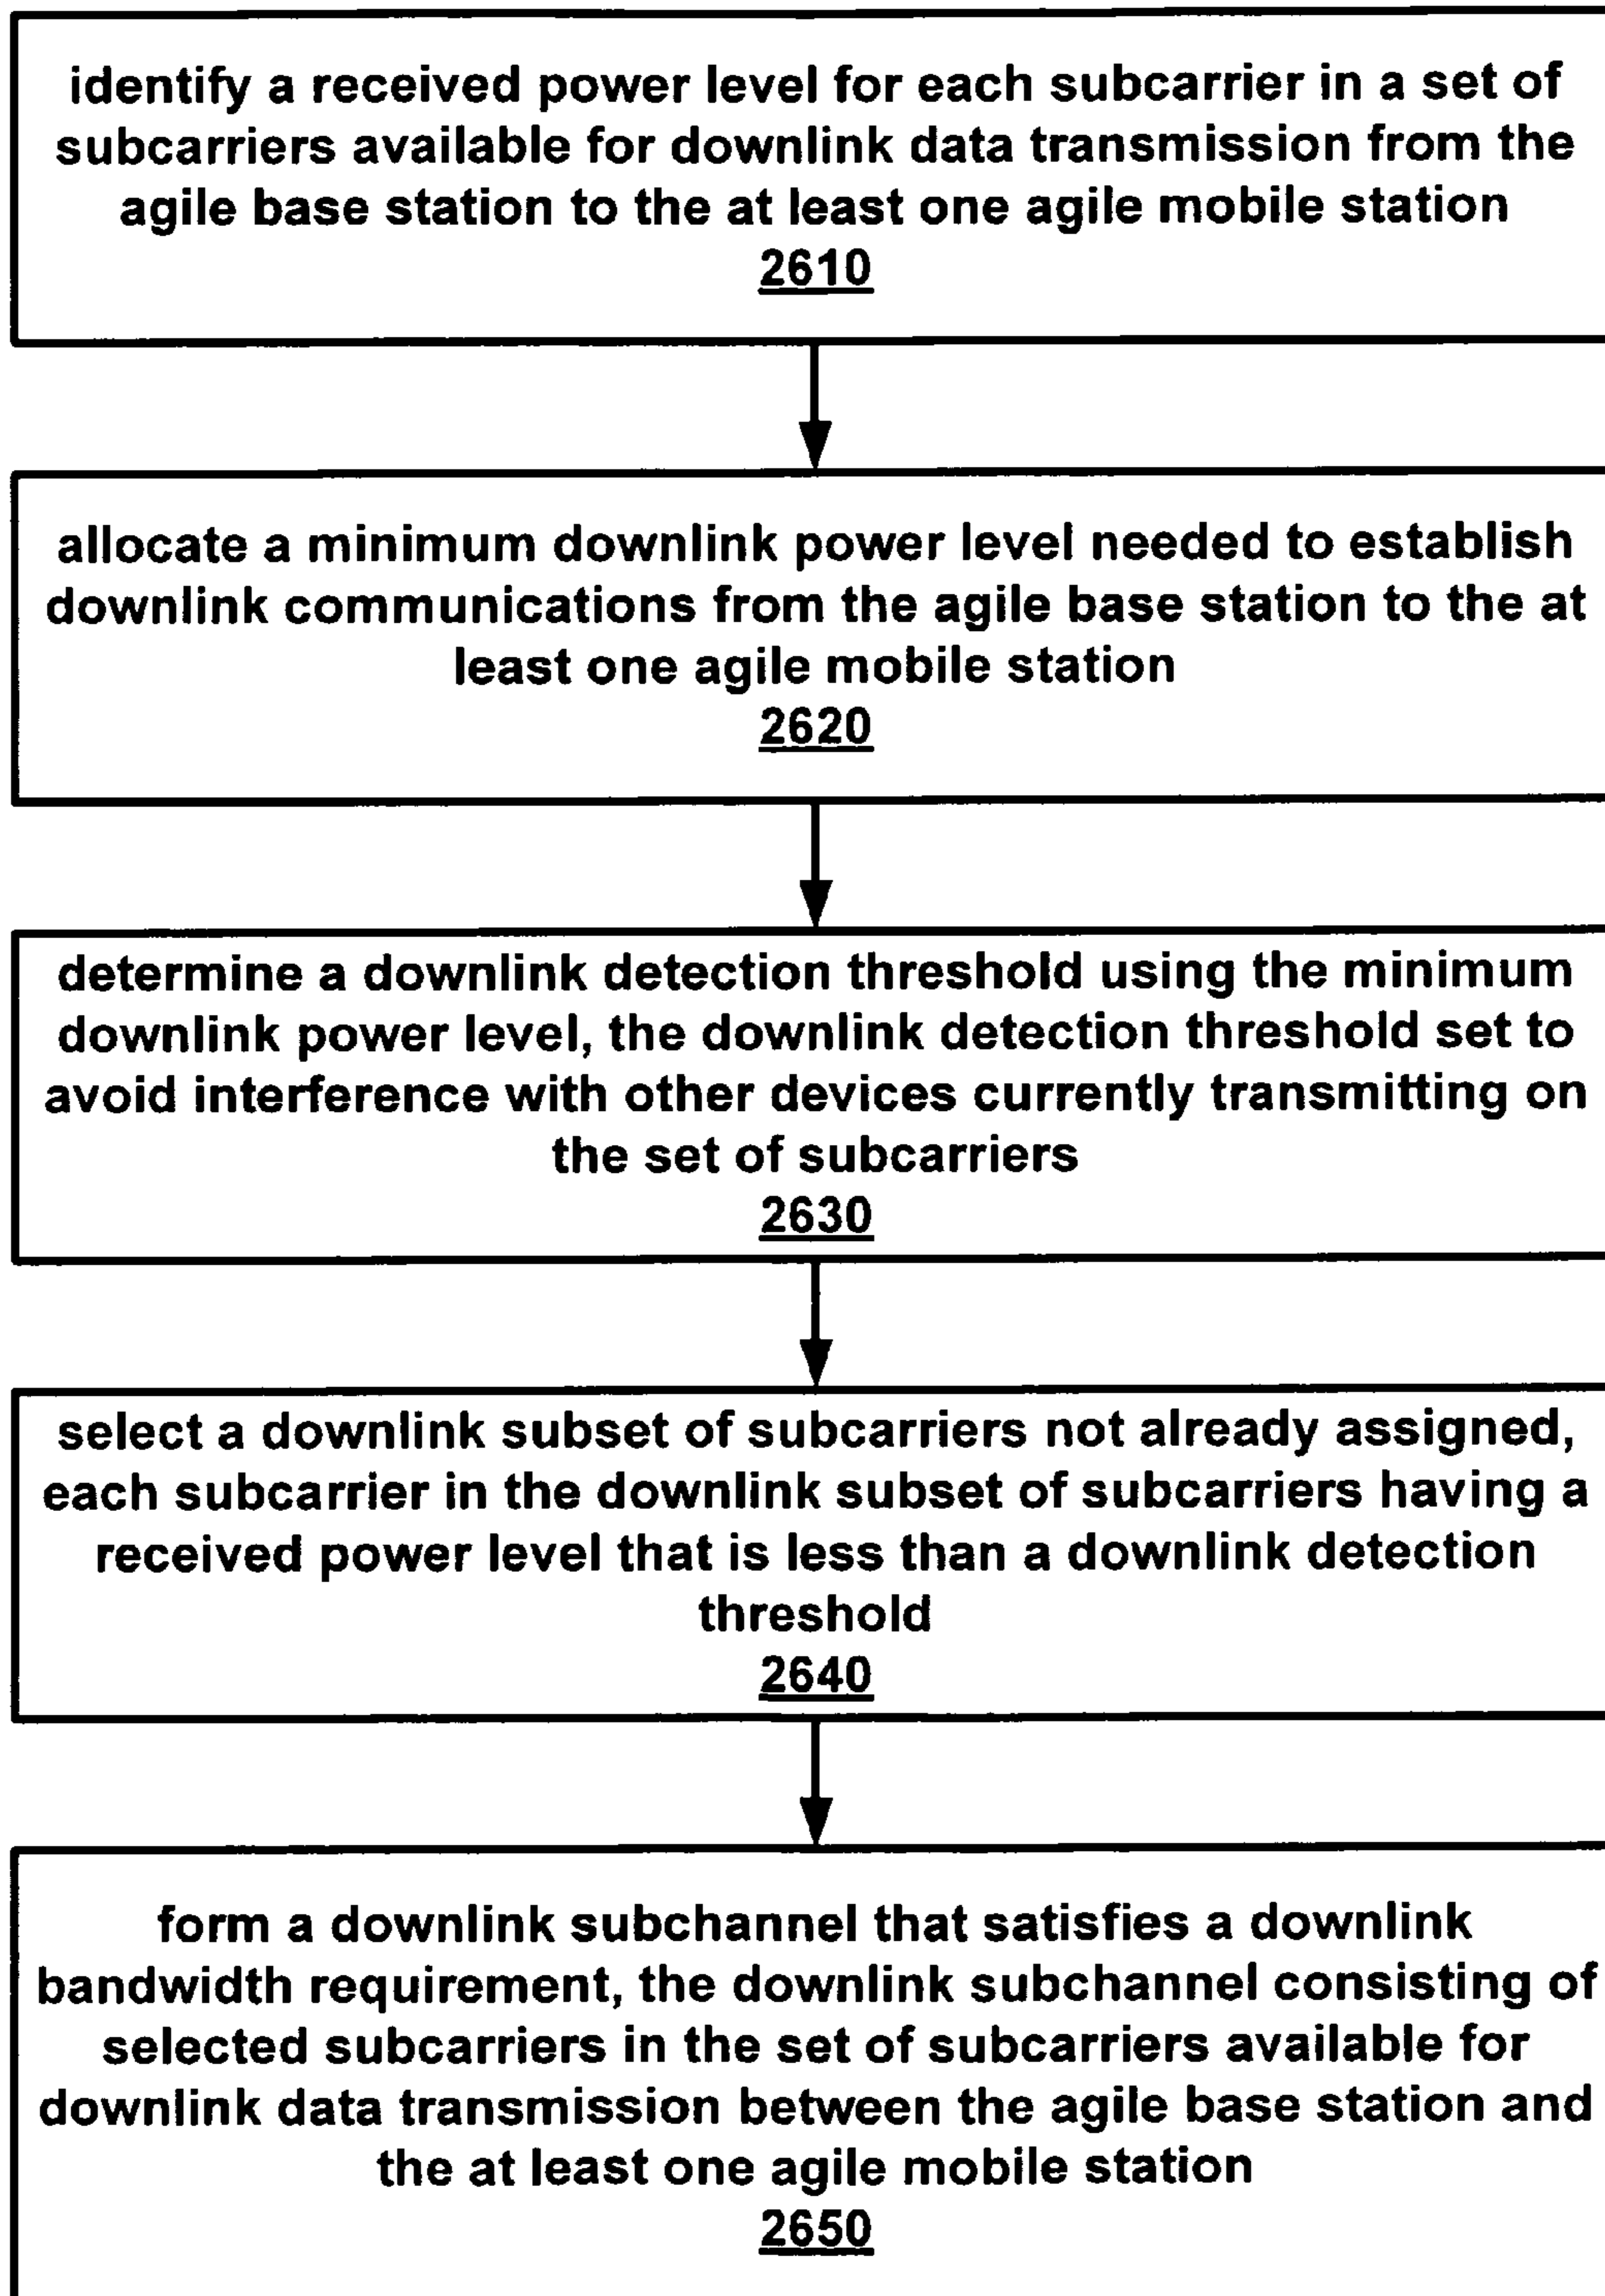 identify a received power level for each subcarrier in a set of
subcarriers available for downlink data transmission from the
agile base station to the at least one agile mobile station
2610
allocate a minimum downlink power level needed to establish
downlink communications from the agile base station to the at
least one agile mobile station
2620
determine a downlink detection threshold using the minimum
downlink power level, the downlink detection threshold set to
avoid interference with other devices currently transmitting on
the set of subcarriers
2630
select a downlink subset of subcarriers not already assigned,
each subcarrier in the downlink subset of subcarriers having a
received power level that is less than a downlink detection
threshold
2640
form a downlink subchannel that satisfies a downlink
bandwidth requirement, the downlink subchannel consisting of
selected subcarriers in the set of subcarriers available for
downlink data transmission between the agile base station and
the at least one agile mobile station
2650